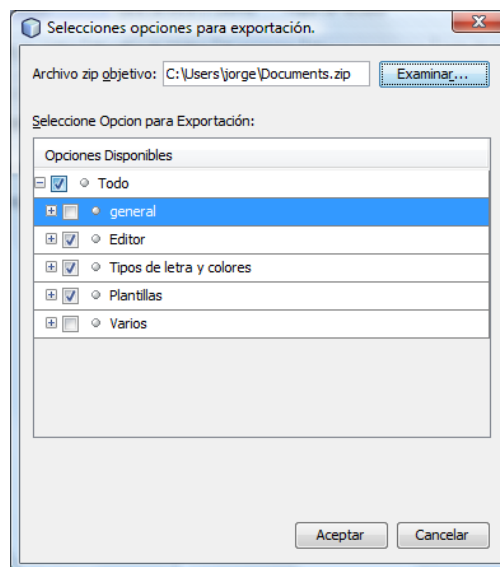 Selecciones opciones para exportación.
Archivo zip objetivo: C:\Users\jorge\Documents.zip Examinar...
Seleccione Opcion para Exportación:
Opciones Disponibles
Todo
general
Editor
Tipos de letra y colores
Plantillas
Varios
Aceptar Cancelar